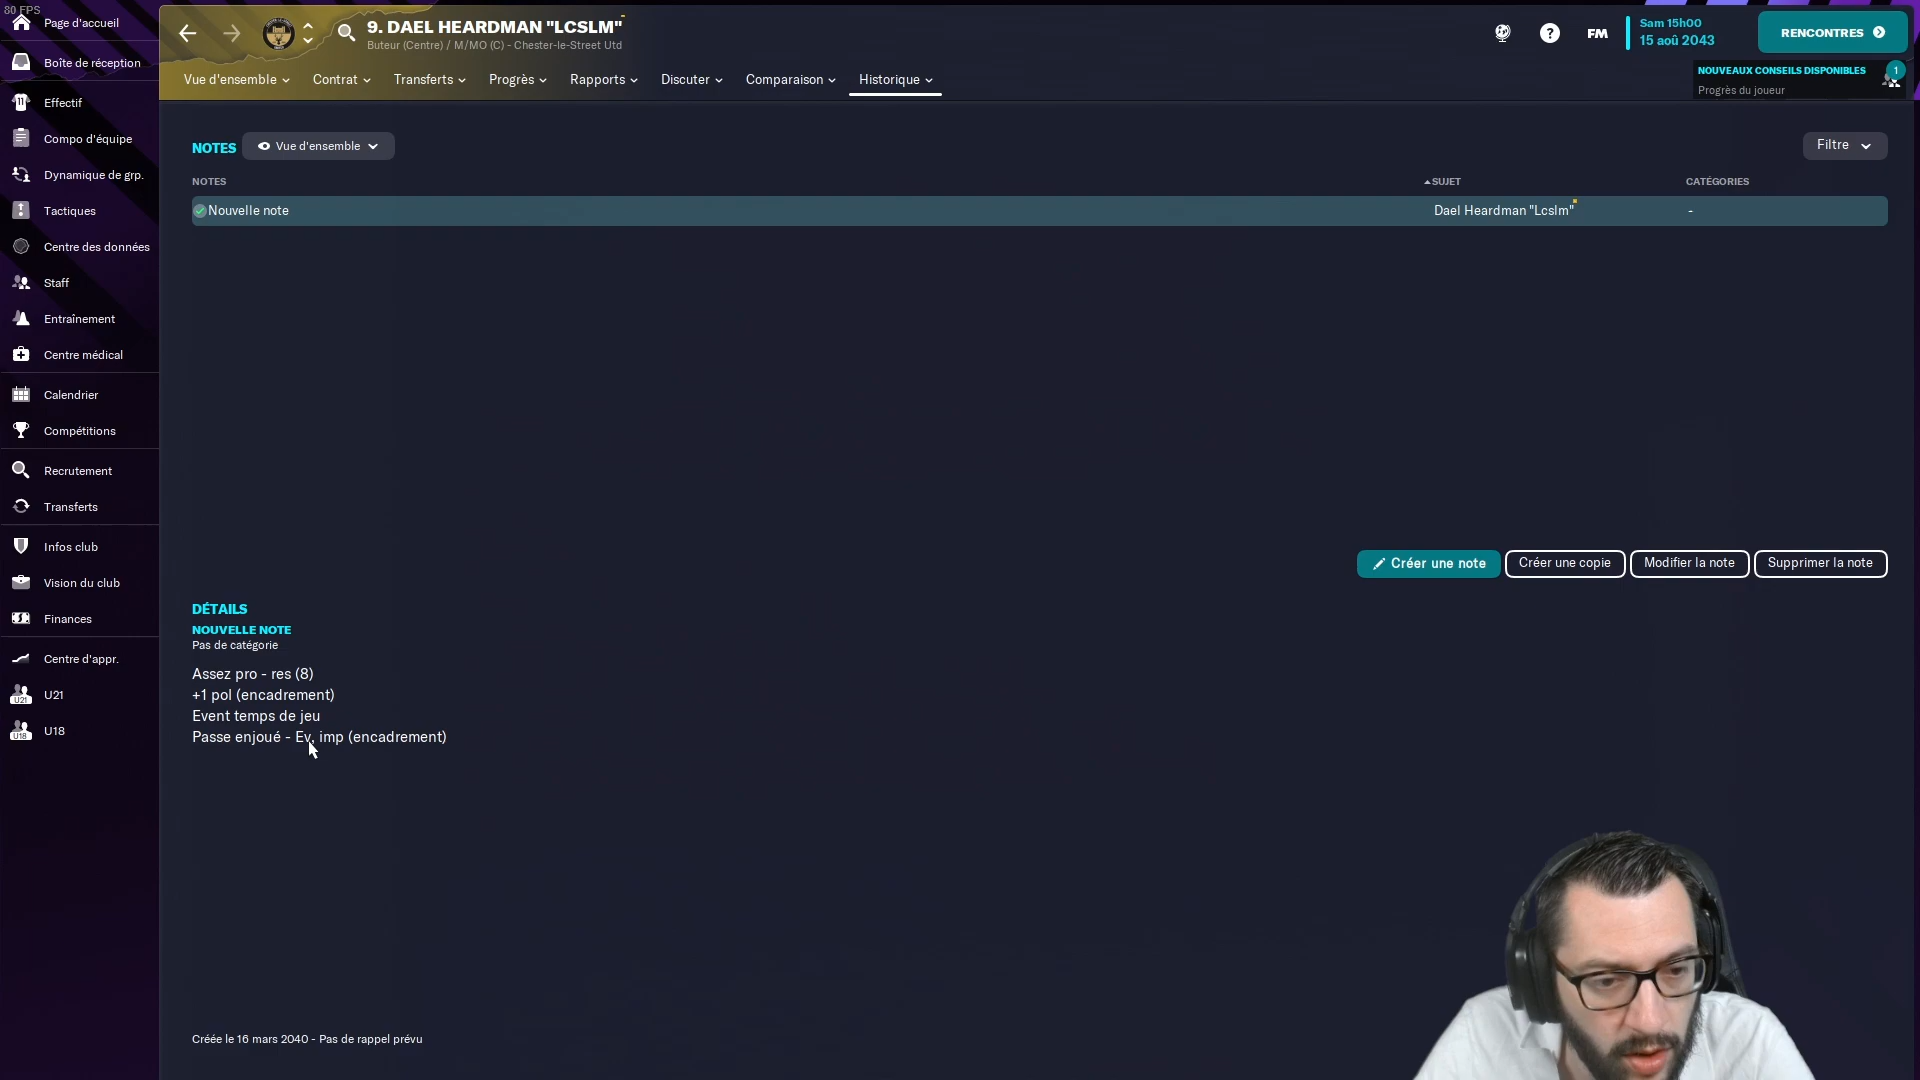 80 FPS
Page d'accueil
Boîte de réception
Effectif
Compo d'équipe
Dynamique de grp.
Tactiques
Centre des données
Staff
Entraînement
Centre médical
Calendrier
Compétitions
Recrutement
Transferts
Infos club
Vision du club
Finances
Centre d'appr.
U21
U21
U18
U18
9. DAEL HEARDMAN "LCSLM"
Buteur (Centre) / M/MO (C) - Chester-le-Street Utd
FM
Sam 15h00
15 aoû 2043
RENCONTRES
Vue d'ensemble
Contrat
Transferts
Progrès
Rapports
Discuter
Comparaison
Historique
NOUVEAUX CONSEILS DISPONIBLES
1
Progrès du joueur
NOTES
Vue d'ensemble
Filtre
NOTES
SUJET
CATÉGORIES
Nouvelle note
Dael Heardman "Lcslm"
-
Créer une note
Créer une copie
Modifier la note
Supprimer la note
DÉTAILS
NOUVELLE NOTE
Pas de catégorie
Assez pro - res (8)
+1 pol (encadrement)
Event temps de jeu
Passe enjoué - Ev, imp (encadrement)
Créée le 16 mars 2040 - Pas de rappel prévu